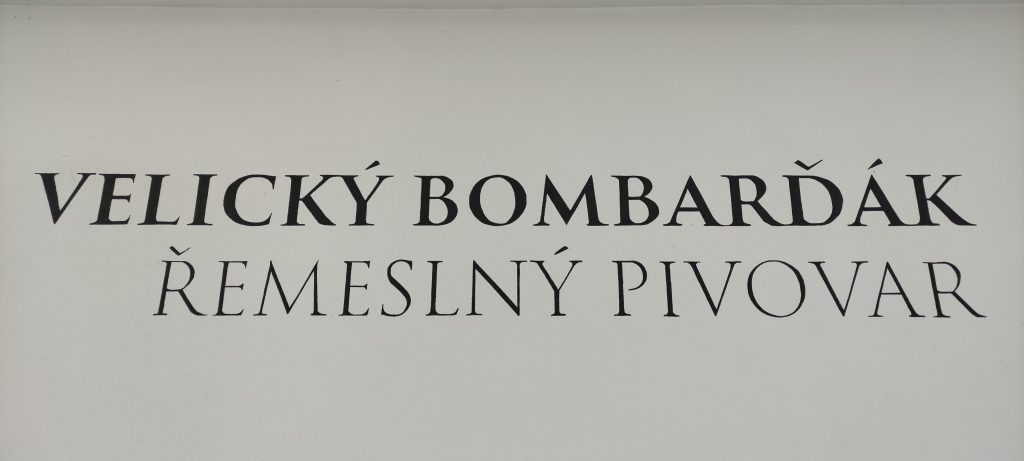 VELICKÝ BOMBARĎÁK
ŘEMESLNÝ PIVOVAR